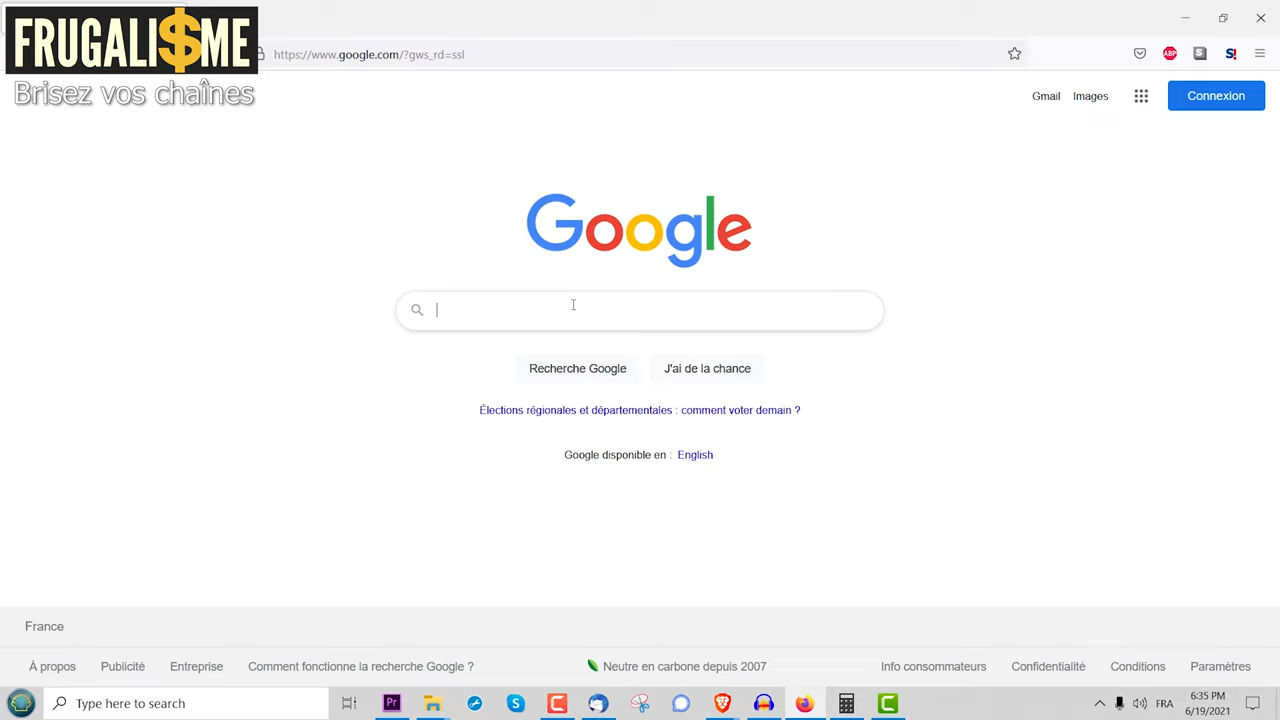 FRUGALI$ME
Brisez vos chaînes
https://www.google.com/?gws_rd=ssl
ABP
S
S!
Gmail
Images
Connexion
Google
Recherche Google
J'ai de la chance
Élections régionales et départementales : comment voter demain ?
Google disponible en : English
France
À propos
Publicité
Entreprise
Comment fonctionne la recherche Google ?
Neutre en carbone depuis 2007
Info consommateurs
Confidentialité
Conditions
Paramètres
Type here to search
Pr
S
C
C
FRA
6:35 PM
6/19/2021